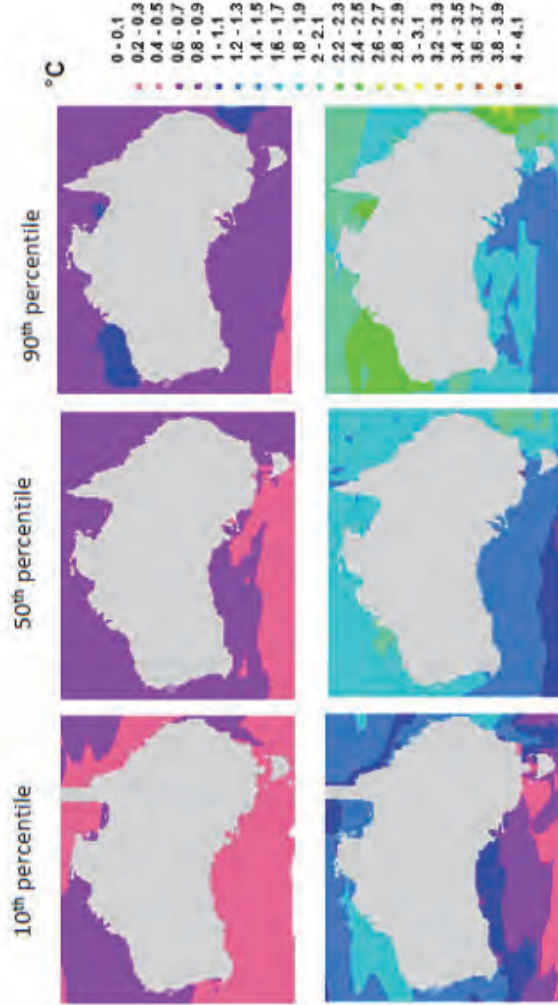 10th percentile
50th percentile
90th percentile
°C
0 - 0.1
0.2 - 0.3
0.4 - 0.5
0.6 - 0.7
0.8 - 0.9
1 - 1.1
1.2 - 1.3
1.4 - 1.5
1.6 - 1.7
1.8 - 1.9
2 - 2.1
2.2 - 2.3
2.4 - 2.5
2.6 - 2.7
2.8 - 2.9
3 - 3.1
3.2 - 3.3
3.4 - 3.5
3.6 - 3.7
3.8 - 3.9
4 - 4.1